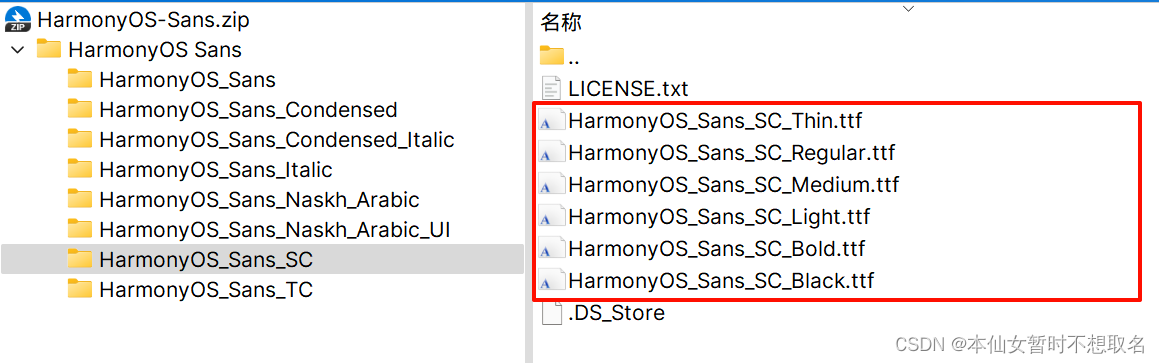 ZIP HarmonyOS-Sans.zip
HarmonyOS Sans
HarmonyOS_Sans
HarmonyOS_Sans_Condensed
HarmonyOS_Sans_Condensed_Italic
HarmonyOS_Sans_Italic
HarmonyOS_Sans_Naskh_Arabic
HarmonyOS_Sans_Naskh_Arabic_UI
HarmonyOS_Sans_SC
HarmonyOS_Sans_TC
名称
..
LICENSE.txt
A HarmonyOS_Sans_SC_Thin.ttf
A HarmonyOS_Sans_SC_Regular.ttf
A HarmonyOS_Sans_SC_Medium.ttf
A HarmonyOS_Sans_SC_Light.ttf
A HarmonyOS_Sans_SC_Bold.ttf
A HarmonyOS_Sans_SC_Black.ttf
.DS_Store
CSDN @本仙女暂时不想取名